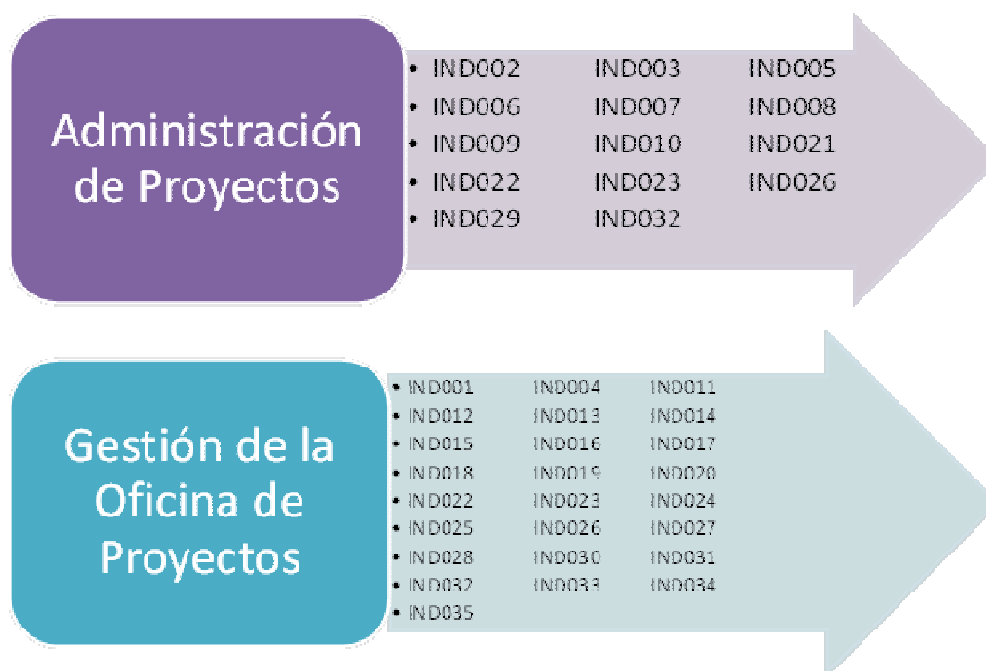 Administración
de Proyectos
• IND002 IND003 IND005
• IND006 IND007 IND008
• IND009 IND010 IND021
• IND022 IND023 IND026
• IND029 IND032
Gestión de la
Oficina de
Proyectos
• IND001 IND004 IND011
• IND012 IND013 IND014
• IND015 IND016 IND017
• IND018 IND019 IND020
• IND022 IND023 IND024
• IND025 IND026 IND027
• IND028 IND030 IND031
• IND032 IND033 IND034
• IND035